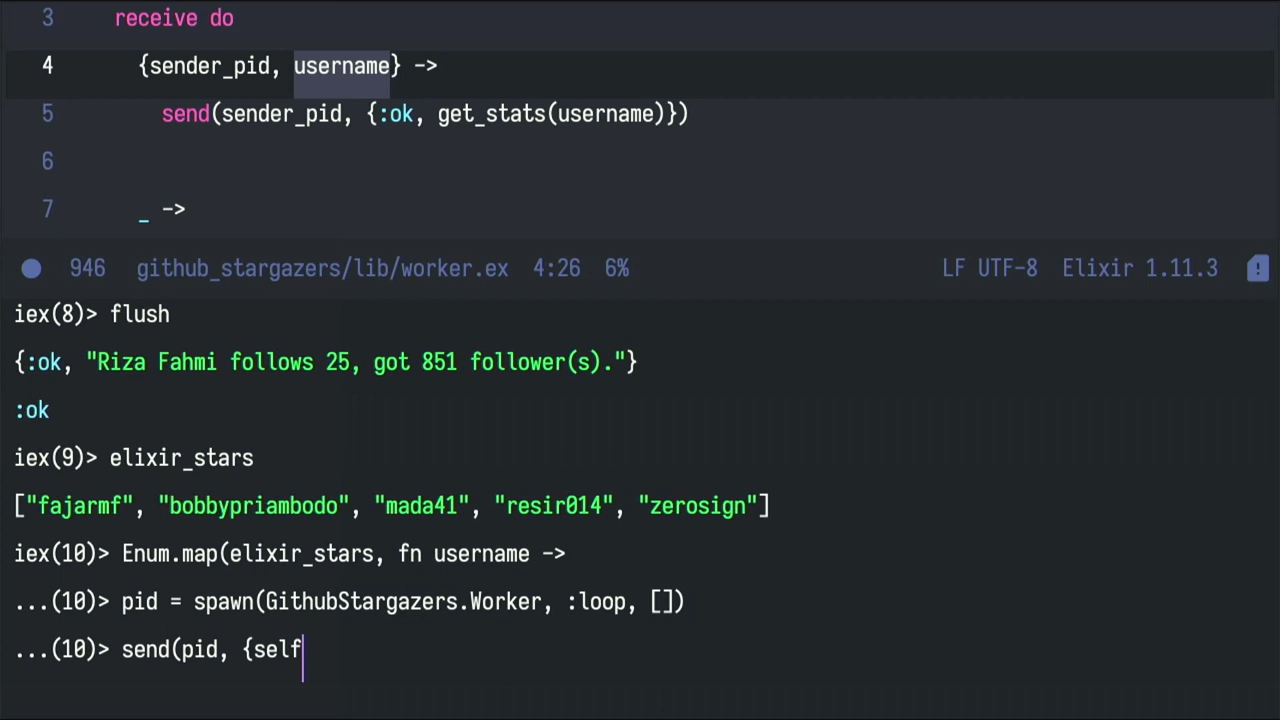 3 receive do
4 {sender_pid, username} ->
5 send(sender_pid, {:ok, get_stats(username)})
6
7 _ ->
946 github_stargazers/lib/worker.ex 4:26 6% LF UTF-8 Elixir 1.11.3 !
iex(8)> flush
{:ok, "Riza Fahmi follows 25, got 851 follower(s)."}
:ok
iex(9)> elixir_stars
["fajarmf", "bobbypriambodo", "mada41", "resir014", "zerosign"]
iex(10)> Enum.map(elixir_stars, fn username ->
...(10)> pid = spawn(GithubStargazers.Worker, :loop, [])
...(10)> send(pid, {self